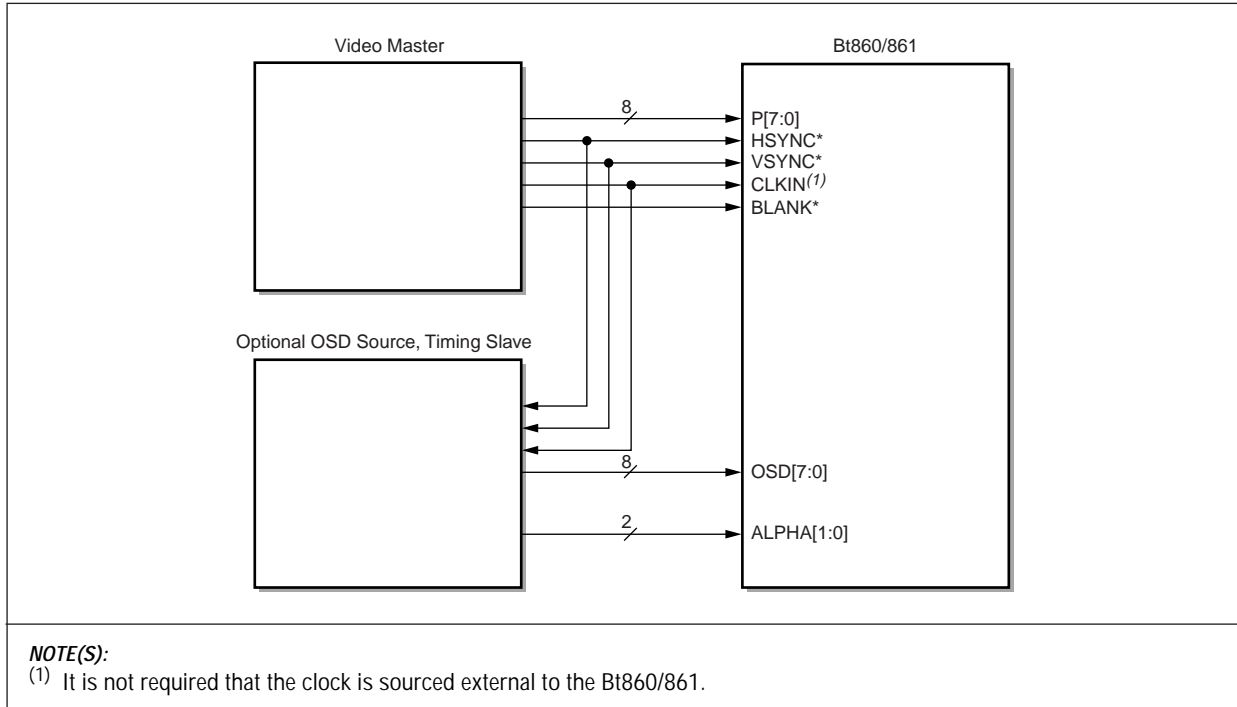 Video Master
Bt860/861
8
P[7:0]
HSYNC*
VSYNC*
CLKIN(1)
BLANK*
Optional OSD Source, Timing Slave
8
OSD[7:0]
2
ALPHA[1:0]
NOTE(S):
(1) It is not required that the clock is sourced external to the Bt860/861.